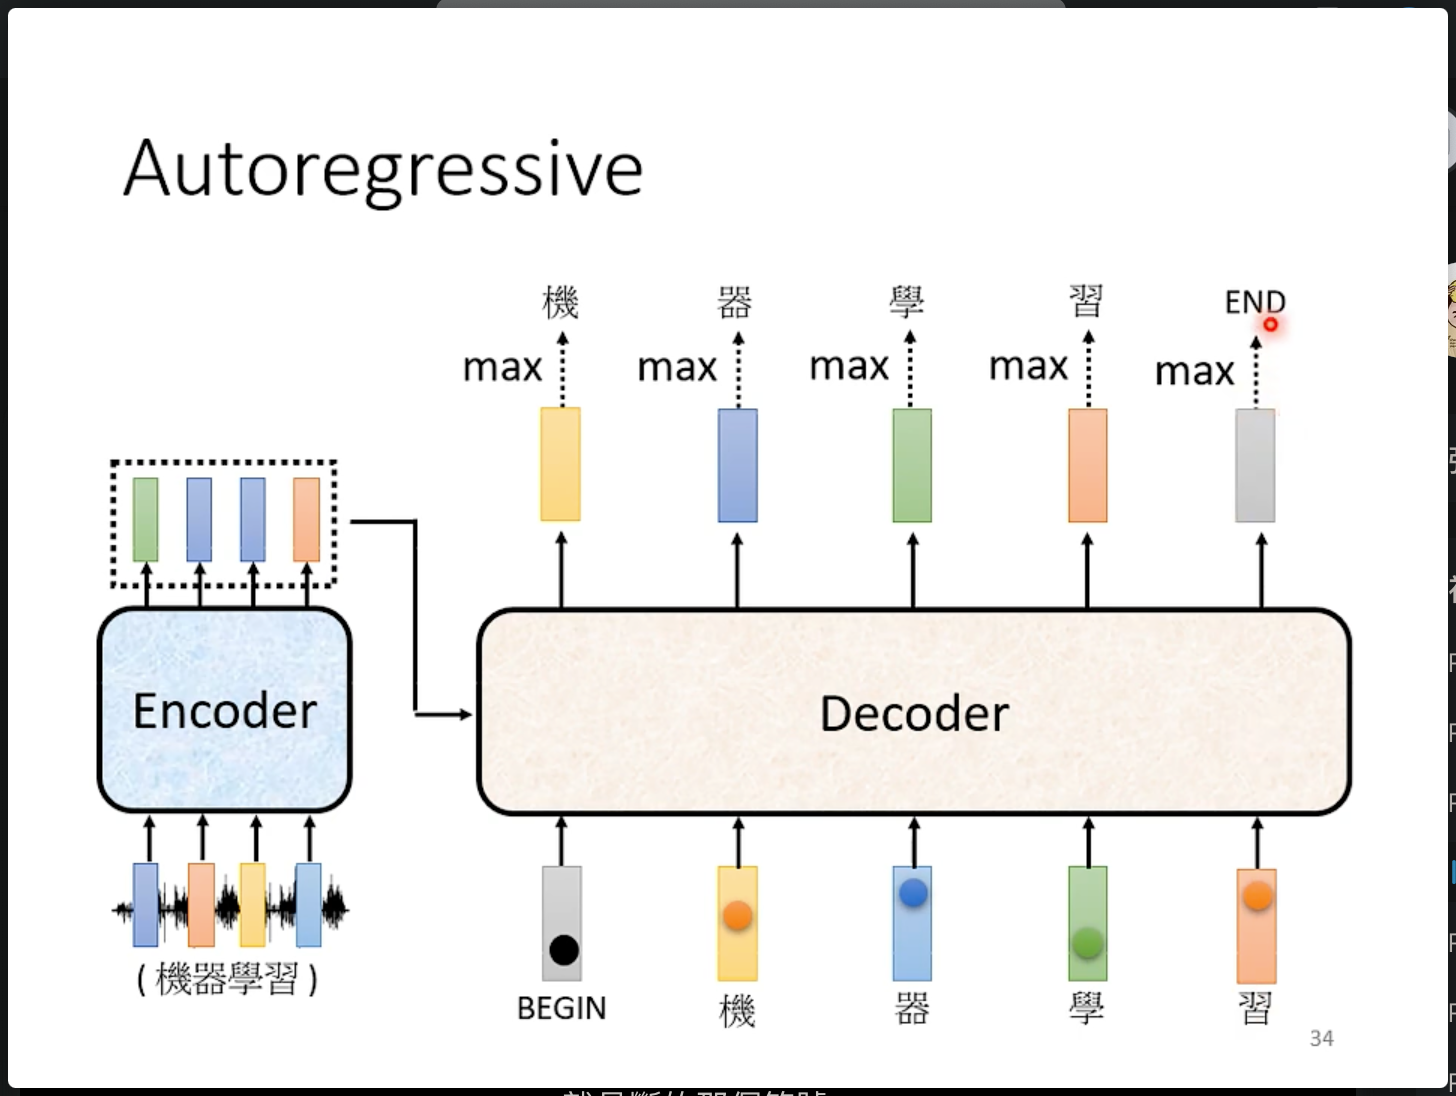 Autoregressive
機 器 學 習 END
max max max max max
Encoder
Decoder
( 機器學習 )
BEGIN 機 器 學 習
34